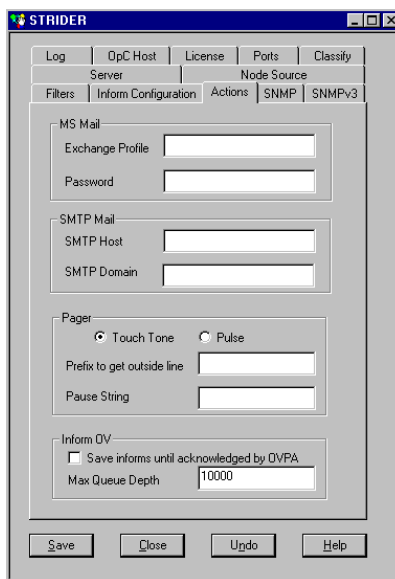 STRIDER
Log OpC Host License Ports Classify
Server Node Source
Filters Inform Configuration Actions SNMP SNMPv3
MS Mail
Exchange Profile
Password
SMTP Mail
SMTP Host
SMTP Domain
Pager
Touch Tone Pulse
Prefix to get outside line
Pause String
Inform OV
Save informs until acknowledged by OVPA
Max Queue Depth 10000
Save Close Undo Help